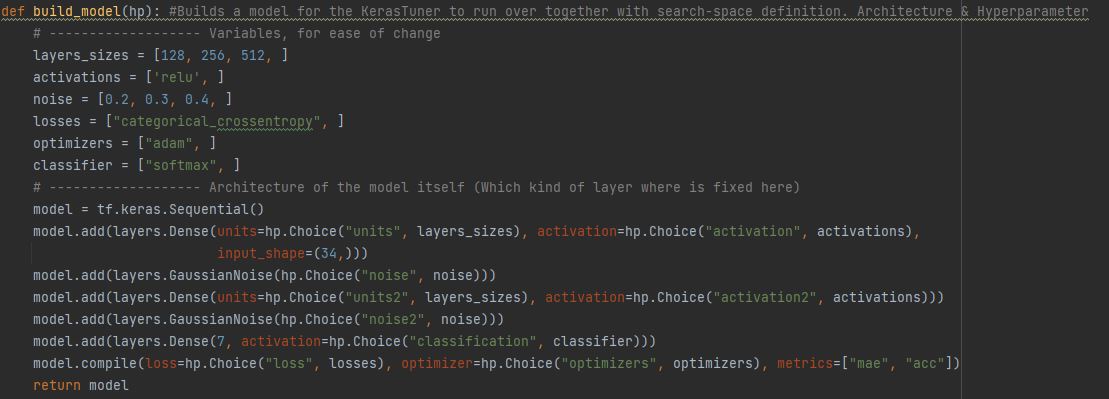 def build_model(hp): #Builds a model for the KerasTuner to run over together with search-space definition. Architecture & Hyperparameter
    # ------------------- Variables, for ease of change
    layers_sizes = [128, 256, 512, ]
    activations = ['relu', ]
    noise = [0.2, 0.3, 0.4, ]
    losses = ["categorical_crossentropy", ]
    optimizers = ["adam", ]
    classifier = ["softmax", ]
    # ------------------- Architecture of the model itself (Which kind of layer where is fixed here)
    model = tf.keras.Sequential()
    model.add(layers.Dense(units=hp.Choice("units", layers_sizes), activation=hp.Choice("activation", activations),
                           input_shape=(34,)))
    model.add(layers.GaussianNoise(hp.Choice("noise", noise)))
    model.add(layers.Dense(units=hp.Choice("units2", layers_sizes), activation=hp.Choice("activation2", activations)))
    model.add(layers.GaussianNoise(hp.Choice("noise2", noise)))
    model.add(layers.Dense(7, activation=hp.Choice("classification", classifier)))
    model.compile(loss=hp.Choice("loss", losses), optimizer=hp.Choice("optimizers", optimizers), metrics=["mae", "acc"])
    return model